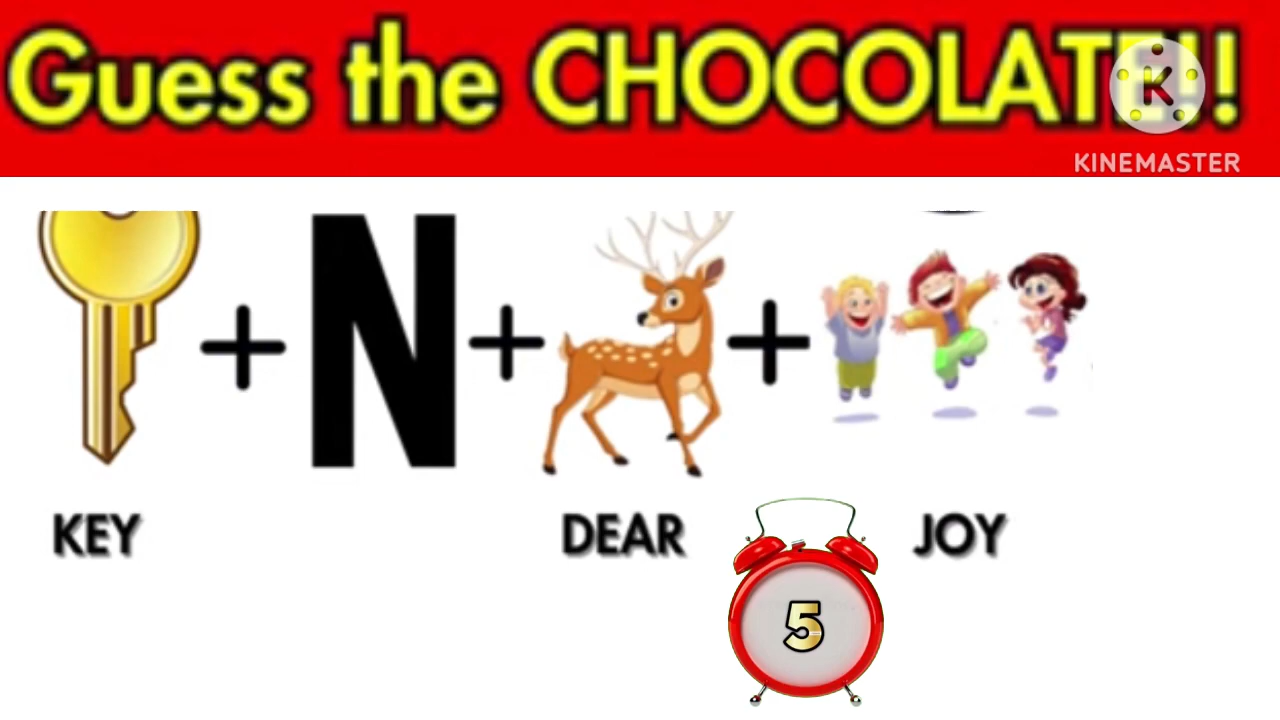 Guess the CHOCOLATE!!
K
KINEMASTER
+ N + +
KEY DEAR JOY
5